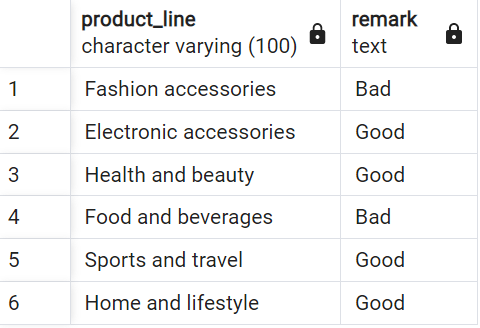 product_line remark
character varying (100) text
1 Fashion accessories Bad
2 Electronic accessories Good
3 Health and beauty Good
4 Food and beverages Bad
5 Sports and travel Good
6 Home and lifestyle Good